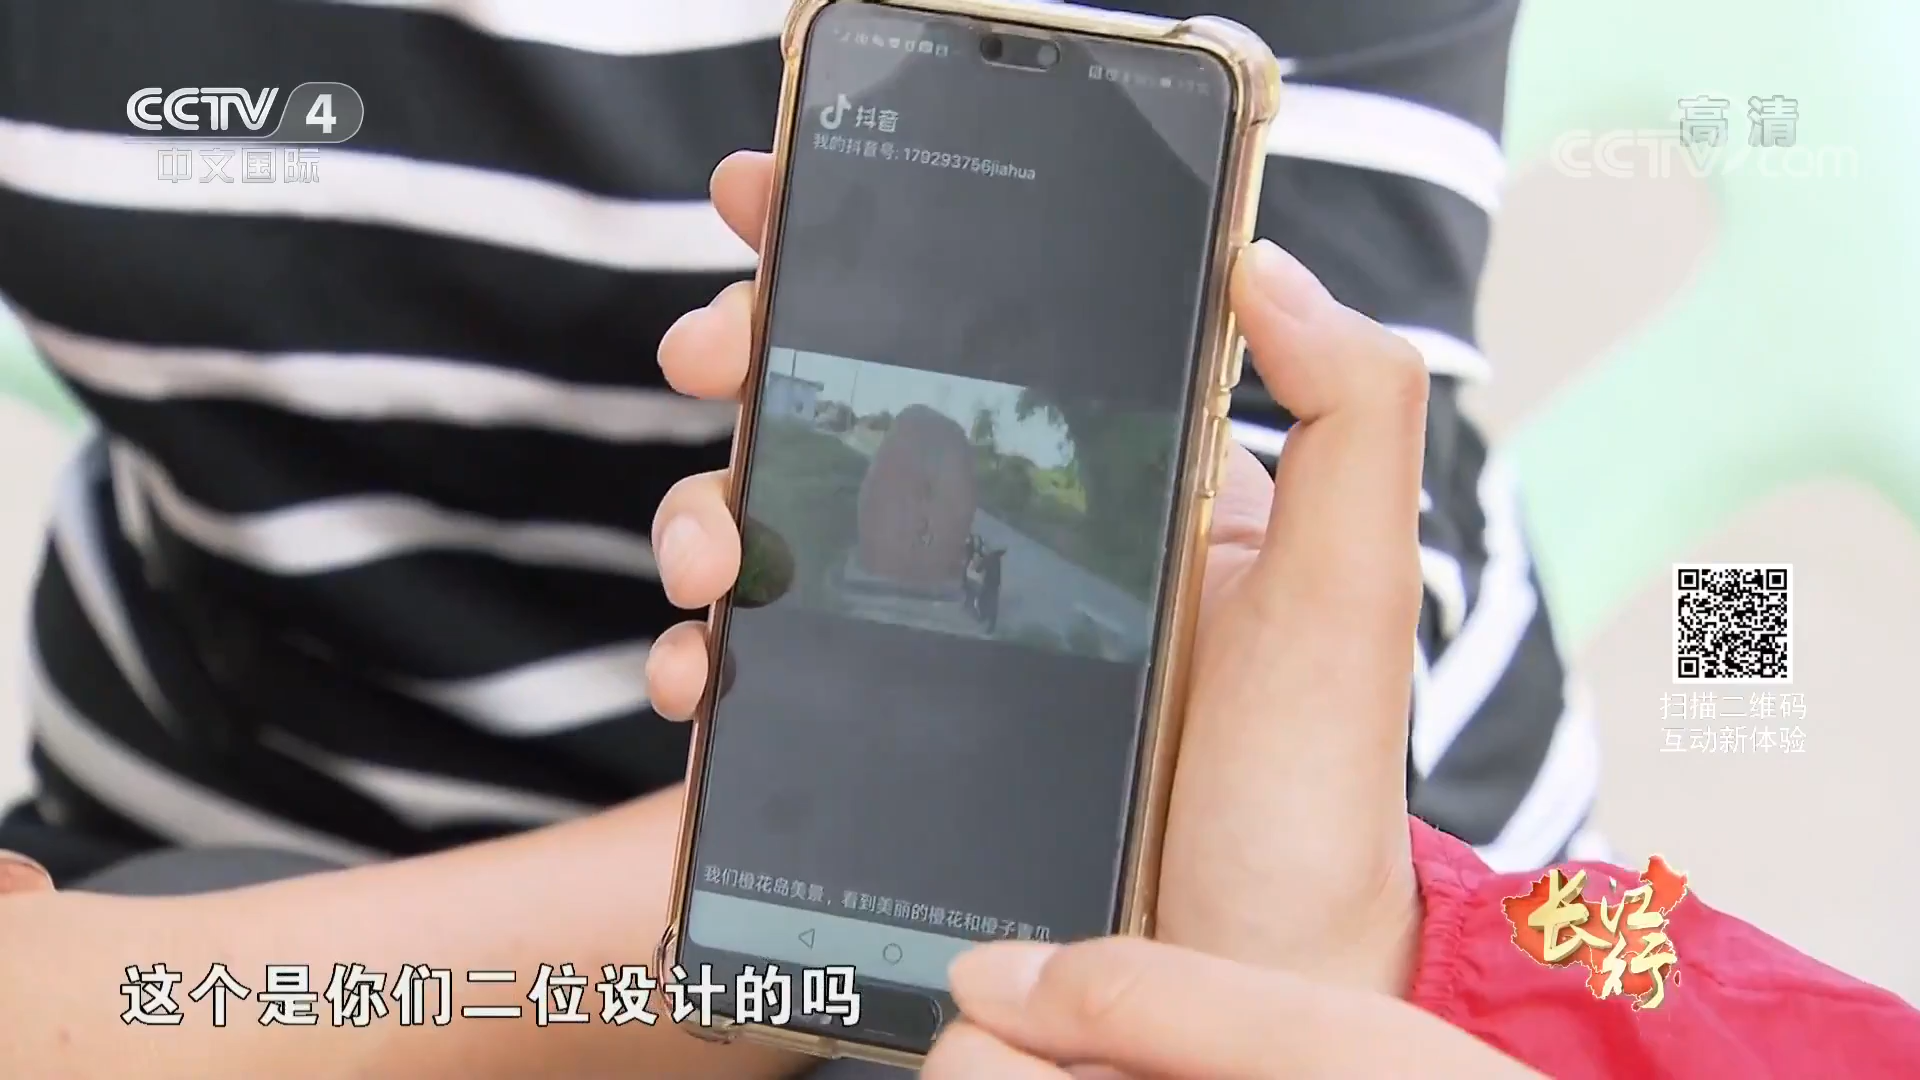 CCTV 4
中文国际
高清
CCTV.com
抖音
我的抖音号: 179293756jiahua
扫描二维码
互动新体验
我们橙花岛美景，看到美丽的橙花和橙子
长江行
这个是你们二位设计的吗